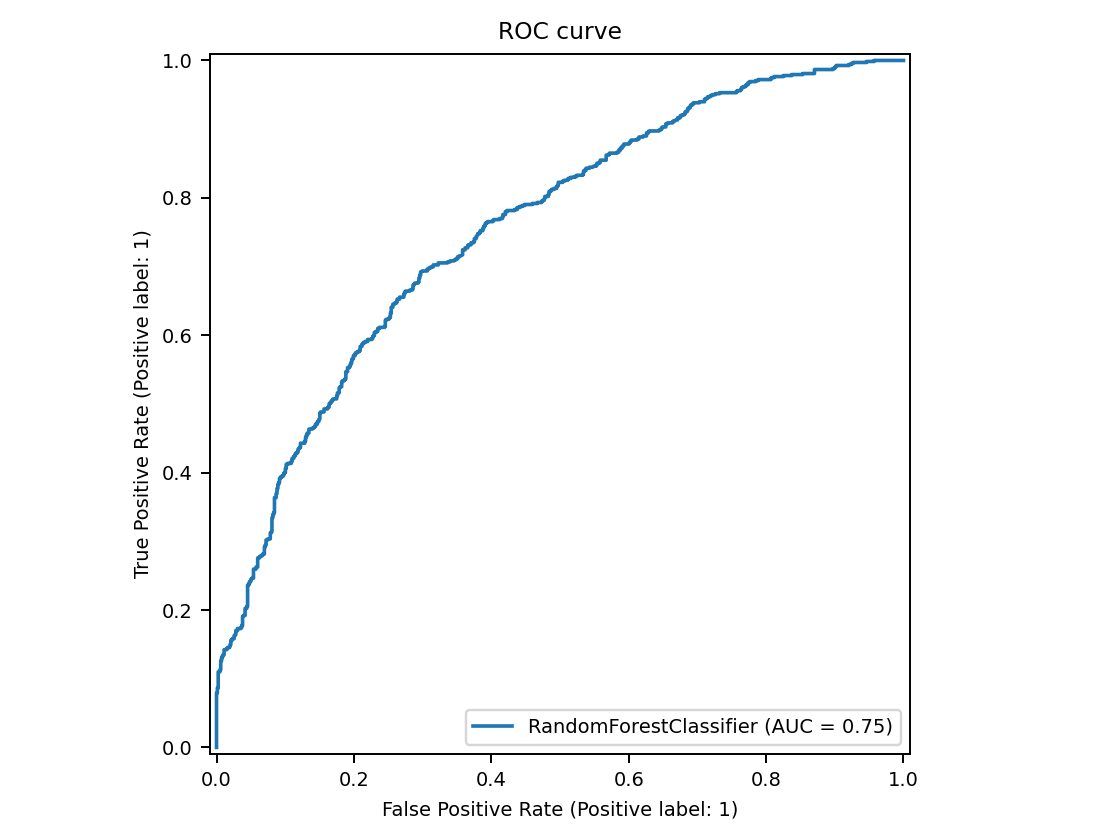 ROC curve
True Positive Rate (Positive label: 1)
1.0
0.8
0.6
0.4
0.2
0.0
RandomForestClassifier (AUC = 0.75)
0.0 0.2 0.4 0.6 0.8 1.0
False Positive Rate (Positive label: 1)